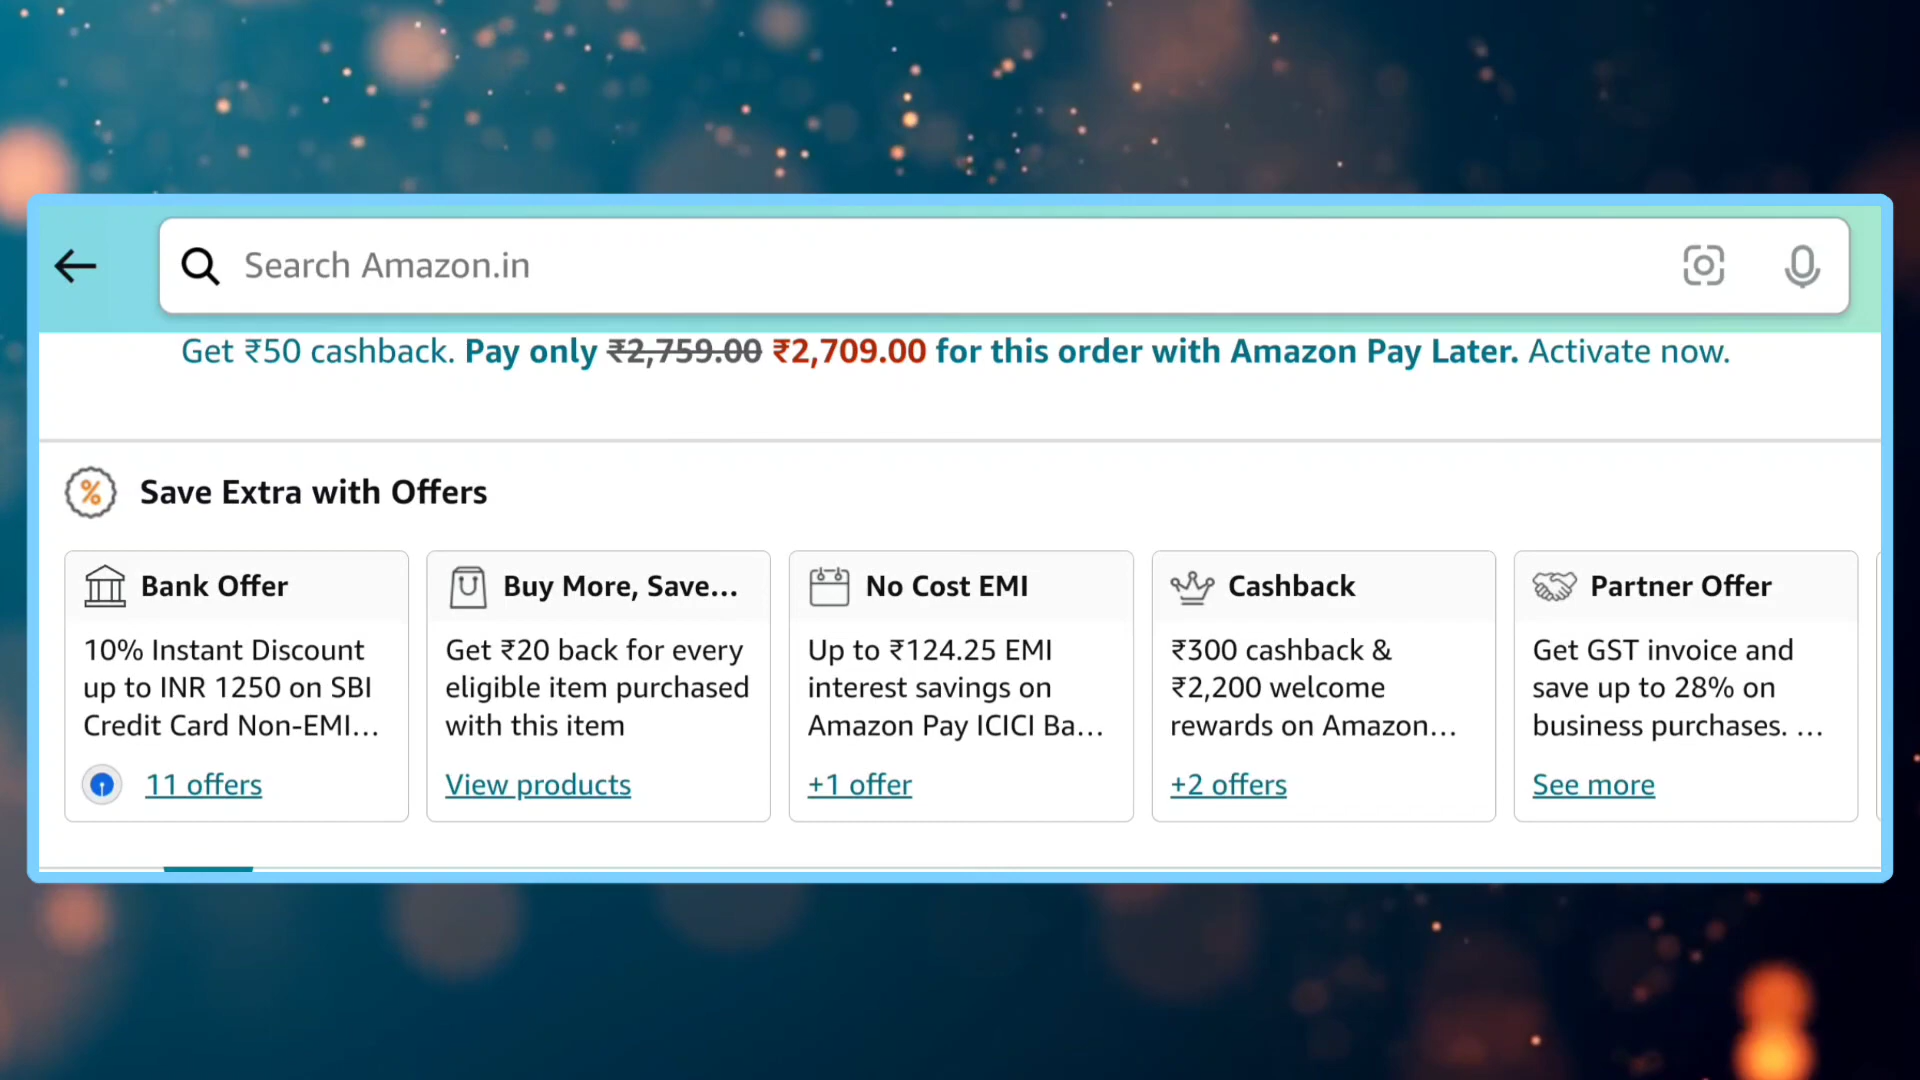 Search Amazon.in
Get ₹50 cashback. Pay only ₹2,759.00 ₹2,709.00 for this order with Amazon Pay Later. Activate now.
Save Extra with Offers
Bank Offer
10% Instant Discount
up to INR 1250 on SBI
Credit Card Non-EMI...
11 offers
Buy More, Save...
Get ₹20 back for every
eligible item purchased
with this item
View products
No Cost EMI
Up to ₹124.25 EMI
interest savings on
Amazon Pay ICICI Ba...
+1 offer
Cashback
₹300 cashback &
₹2,200 welcome
rewards on Amazon...
+2 offers
Partner Offer
Get GST invoice and
save up to 28% on
business purchases. ...
See more